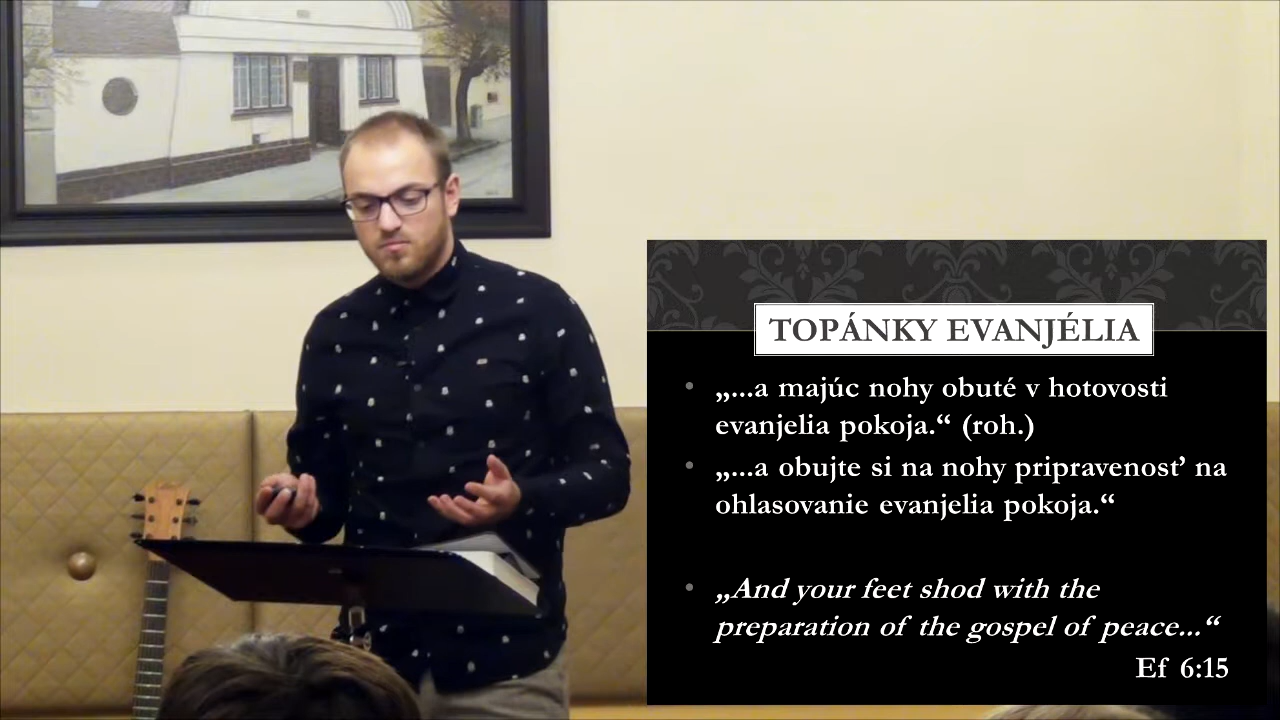 TOPÁNKY EVANJÉLIA
„...a majúc nohy obuté v hotovosti
evanjelia pokoja.“ (roh.)
„...a obujte si na nohy pripravenosť na
ohlasovanie evanjelia pokoja.“
„And your feet shod with the
preparation of the gospel of peace...“
Ef 6:15